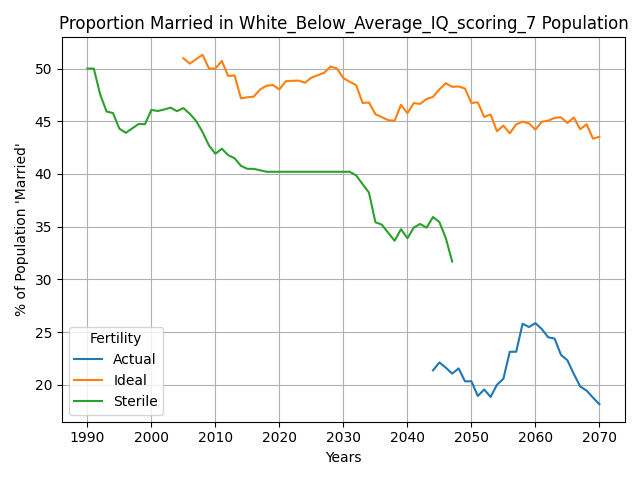 Proportion Married in White_Below_Average_IQ_scoring_7 Population
% of Population 'Married'
50
45
40
35
30
25
20
Fertility
Actual
Ideal
Sterile
1990 2000 2010 2020 2030 2040 2050 2060 2070
Years